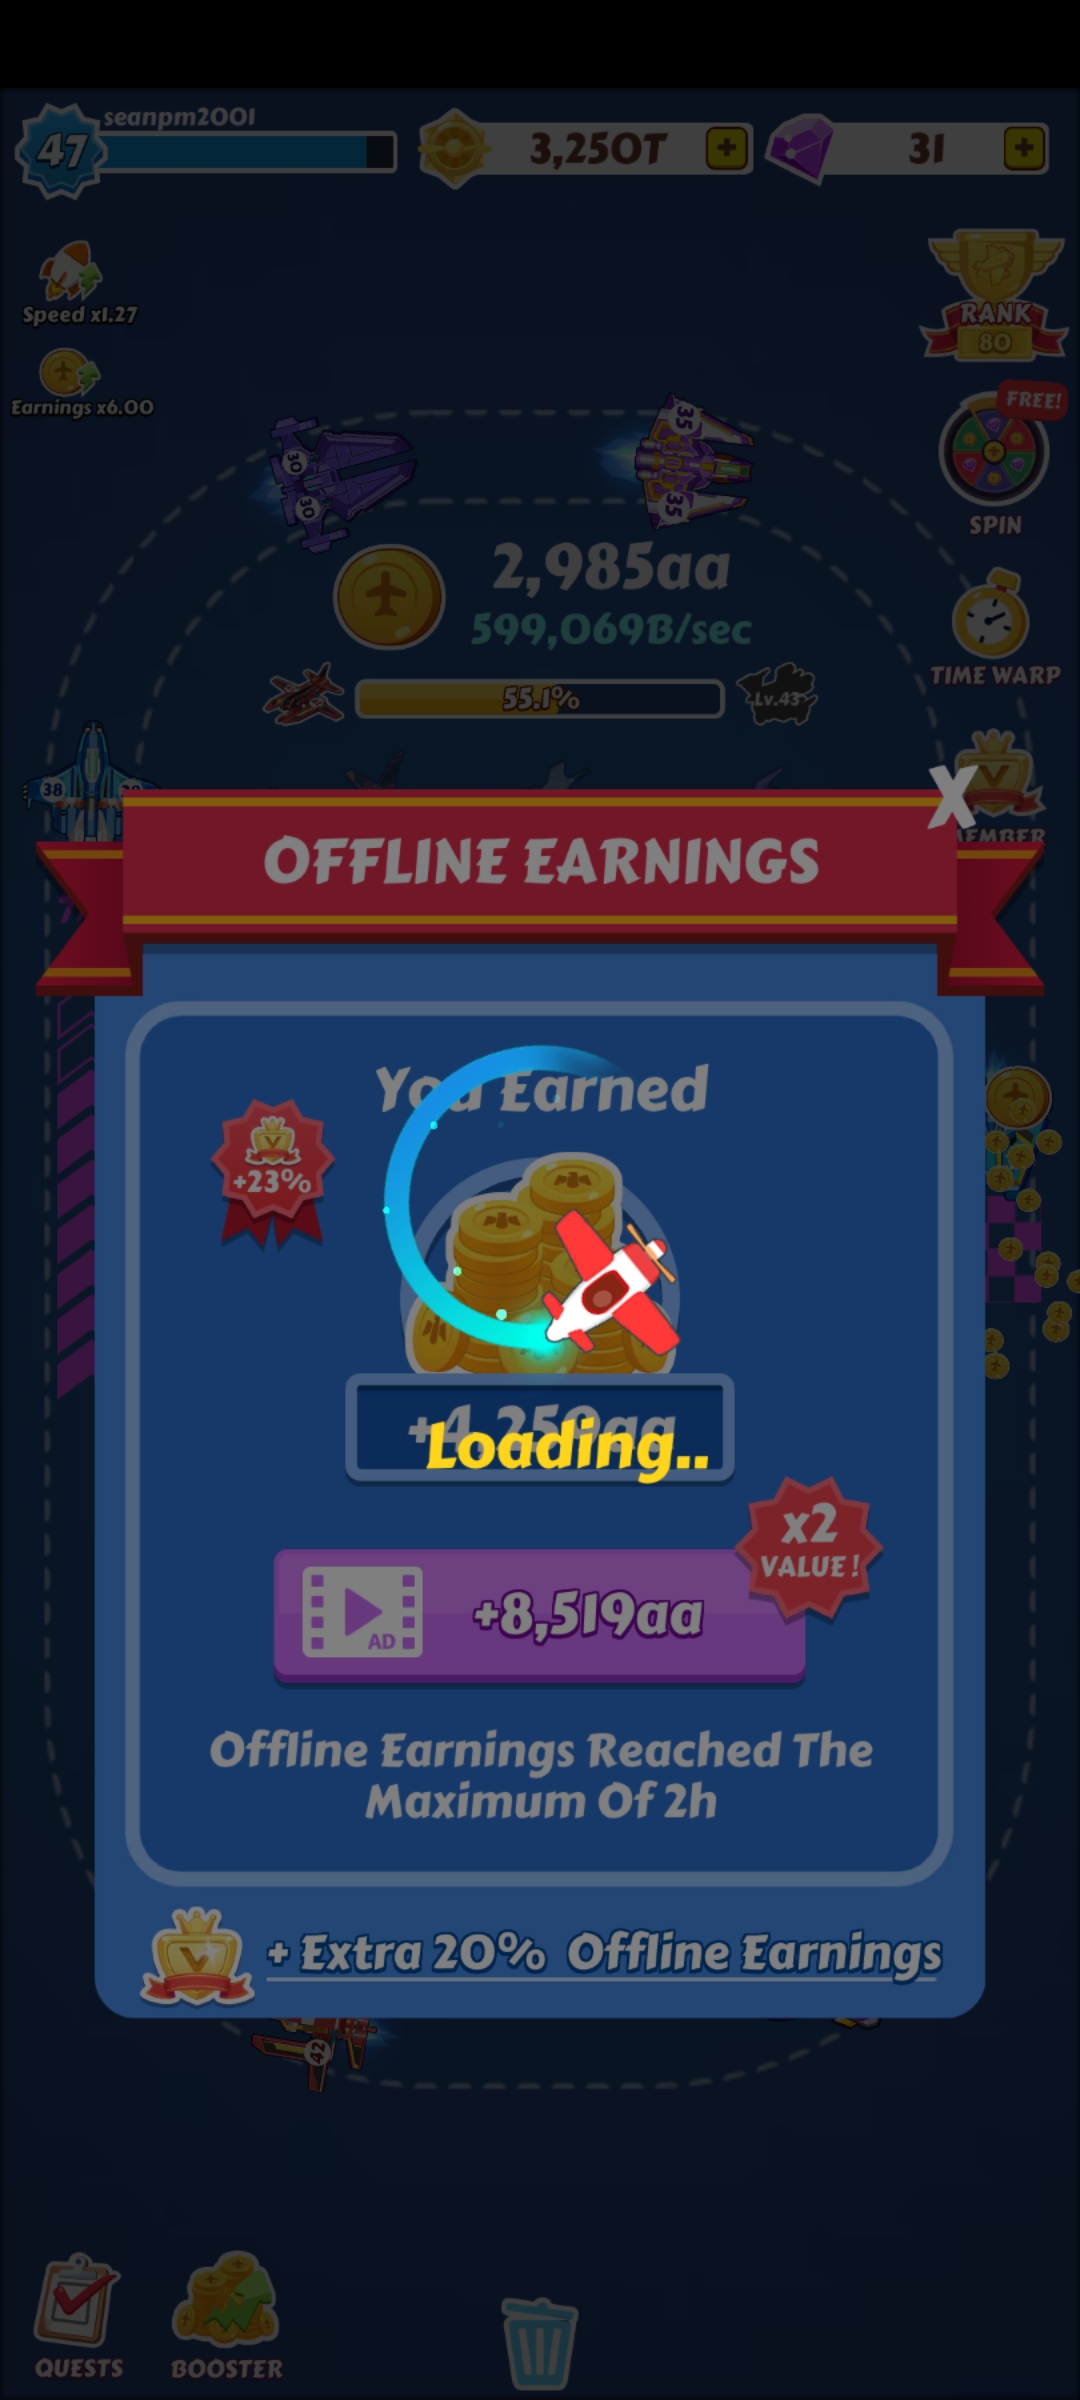 seanpm2001
47
3,250T
31
Speed x1.27
Earnings x6.00
RANK
80
FREE!
SPIN
30
30
35
35
2,985aa
599,069B/sec
TIME WARP
55.1%
Lv.43
38
MEMBER
OFFLINE EARNINGS
X
You Earned
V
+23%
+4,259aa
Loading..
x2
VALUE!
AD
+8,519aa
Offline Earnings Reached The
Maximum Of 2h
V
+ Extra 20% Offline Earnings
42
QUESTS
BOOSTER